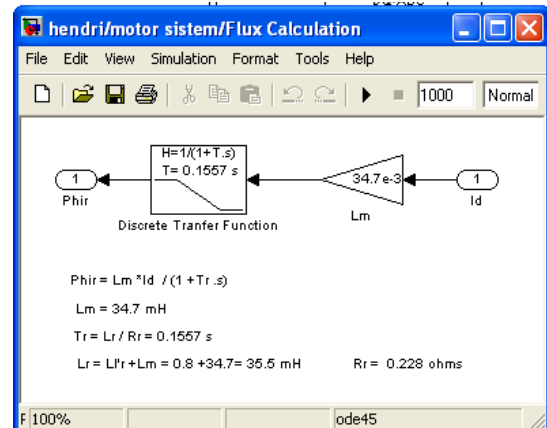 hendri/motor sistem/Flux Calculation
File Edit View Simulation Format Tools Help
1000 Normal
H=1/(1+T.s)
T= 0.1557 s
1
34.7e-3
1
Phir
Lm
Id
Discrete Tranfer Function
Phir = Lm *Id / (1 +Tr .s)
Lm = 34.7 mH
Tr = Lr / Rr = 0.1557 s
Lr = Ll'r +Lm = 0.8 +34.7= 35.5 mH Rr = 0.228 ohms
F 100% ode45